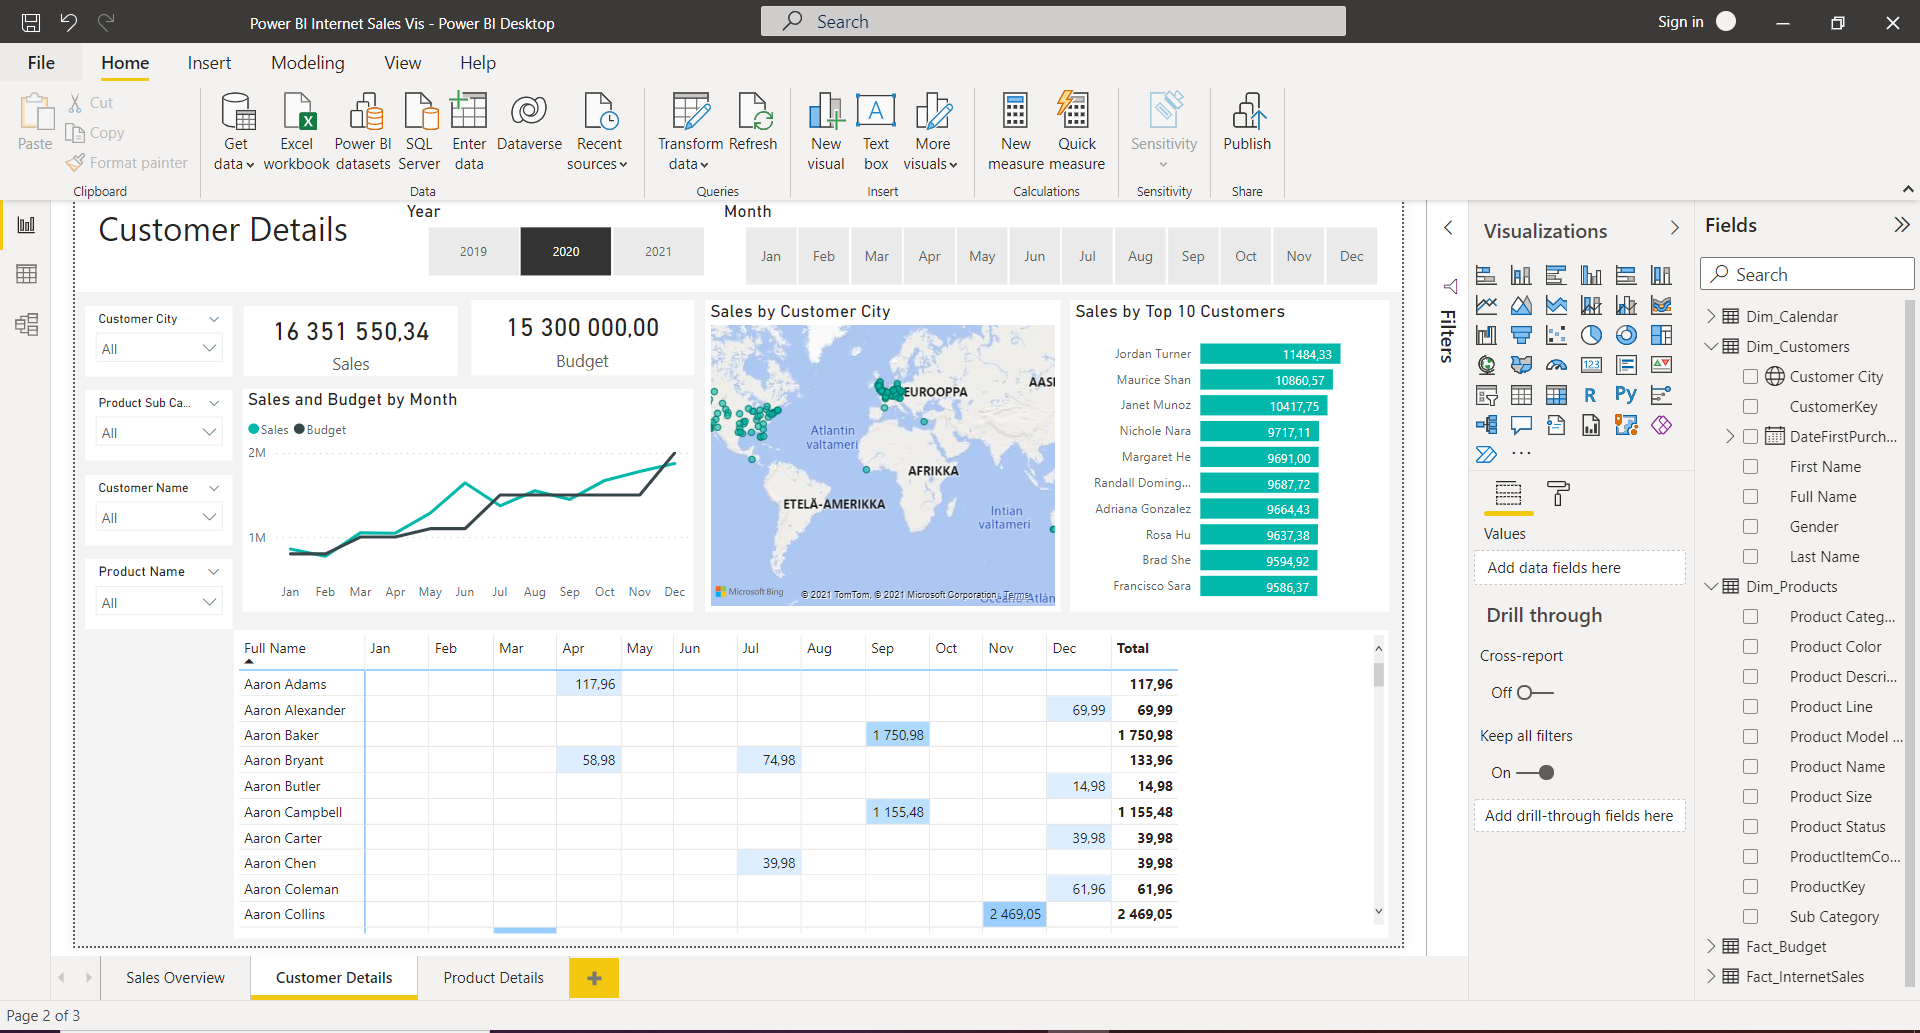 Power BI Internet Sales Vis - Power BI Desktop
Search
Sign in
File Home Insert Modeling View Help
Paste
Cut
Copy
Format painter
Clipboard
Get data
Excel workbook
Power BI datasets
SQL Server
Enter data
Dataverse
Recent sources
Data
Transform data
Refresh
Queries
New visual
Text box
More visuals
Insert
New measure
Quick measure
Calculations
Sensitivity
Sensitivity
Publish
Share
Customer Details
Year
2019 2020 2021
Month
Jan Feb Mar Apr May Jun Jul Aug Sep Oct Nov Dec
Customer City
All
Product Sub Ca...
All
Customer Name
All
Product Name
All
16 351 550,34
Sales
15 300 000,00
Budget
Sales and Budget by Month
Sales Budget
2M
1M
Jan Feb Mar Apr May Jun Jul Aug Sep Oct Nov Dec
Sales by Customer City
EUROOPPA
AASI
Atlantin valtameri
AFRIKKA
ETELÄ-AMERIKKA
Intian valtameri
Microsoft Bing
© 2021 TomTom, © 2021 Microsoft Corporation, Terms
Sales by Top 10 Customers
Jordan Turner 11484,33
Maurice Shan 10860,57
Janet Munoz 10417,75
Nichole Nara 9717,11
Margaret He 9691,00
Randall Doming... 9687,72
Adriana Gonzalez 9664,43
Rosa Hu 9637,38
Brad She 9594,92
Francisco Sara 9586,37
Full Name Jan Feb Mar Apr May Jun Jul Aug Sep Oct Nov Dec Total
Aaron Adams 117,96 117,96
Aaron Alexander 69,99 69,99
Aaron Baker 1 750,98 1 750,98
Aaron Bryant 58,98 74,98 133,96
Aaron Butler 14,98 14,98
Aaron Campbell 1 155,48 1 155,48
Aaron Carter 39,98 39,98
Aaron Chen 39,98 39,98
Aaron Coleman 61,96 61,96
Aaron Collins 2 469,05 2 469,05
Filters
Visualizations
R Py
123
...
Values
Add data fields here
Drill through
Cross-report
Off
Keep all filters
On
Add drill-through fields here
Fields
Search
Dim_Calendar
Dim_Customers
Customer City
CustomerKey
DateFirstPurch...
First Name
Full Name
Gender
Last Name
Dim_Products
Product Categ...
Product Color
Product Descri...
Product Line
Product Model ...
Product Name
Product Size
Product Status
ProductItemCo...
ProductKey
Sub Category
Fact_Budget
Fact_InternetSales
Sales Overview
Customer Details
Product Details
Page 2 of 3